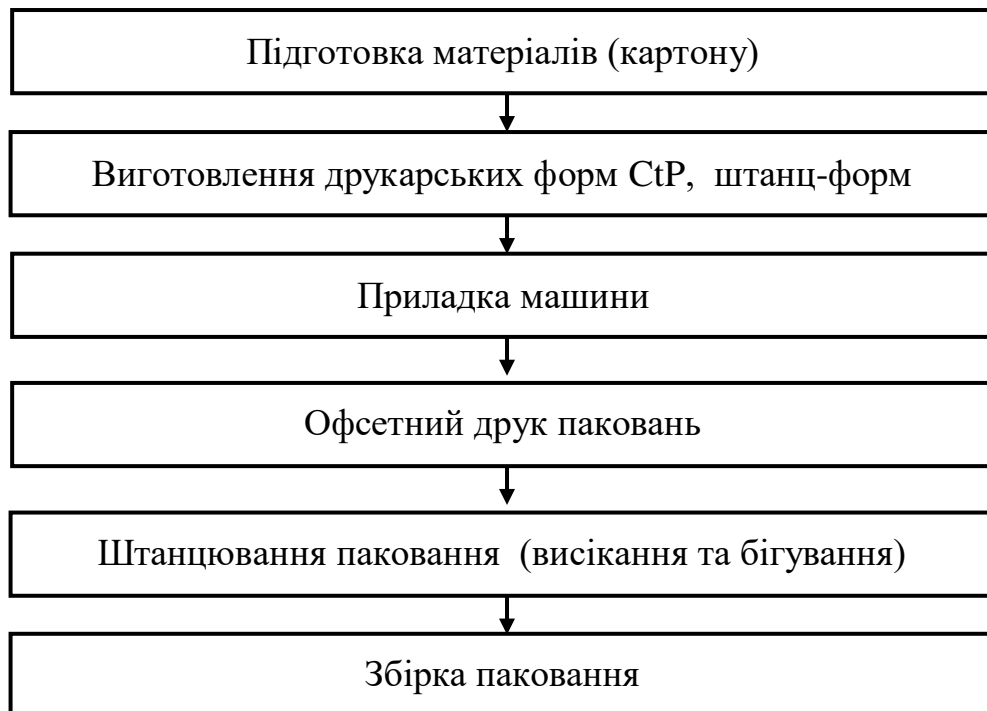 Підготовка матеріалів (картону)
Виготовлення друкарських форм CtP, штанц-форм
Приладка машини
Офсетний друк паковань
Штанцювання паковання (висікання та бігування)
Збірка паковання